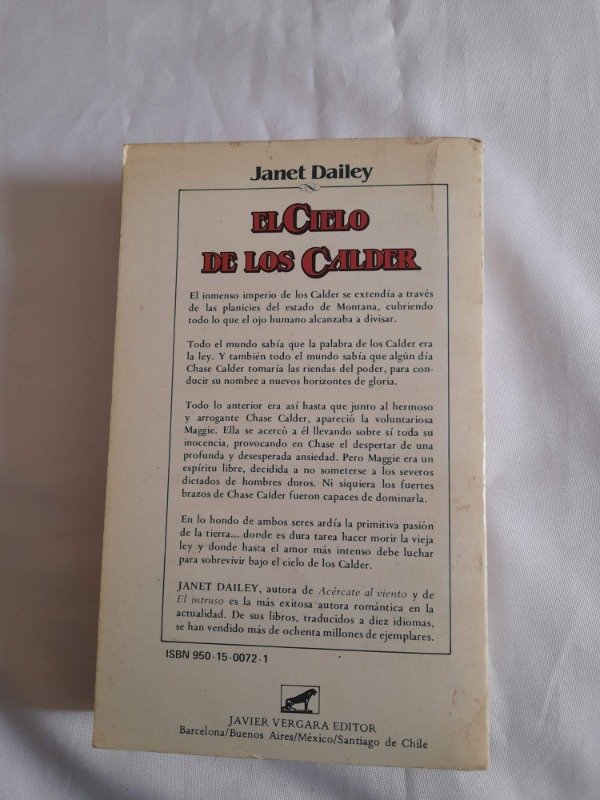 Janet Dailey
EL CIELO
DE LOS CALDER
El inmenso imperio de los Calder se extendía a través
de las planicies del estado de Montana, cubriendo
todo lo que el ojo humano alcanzaba a divisar.
Todo el mundo sabía que la palabra de los Calder era
la ley. Y también todo el mundo sabía que algún día
Chase Calder tomaría las riendas del poder, para con-
ducir su nombre a nuevos horizontes de gloria.
Todo lo anterior era así hasta que junto al hermoso
y arrogante Chase Calder, apareció la voluntariosa
Maggie. Ella se acercó a él llevando sobre sí toda su
inocencia, provocando en Chase el despertar de una
profunda y desesperada ansiedad. Pero Maggie era un
espíritu libre, decidida a no someterse a los severos
dictados de hombres duros. Ni siquiera los fuertes
brazos de Chase Calder fueron capaces de dominarla.
En lo hondo de ambos seres ardía la primitiva pasión
de la tierra... donde es dura tarea hacer morir la vieja
ley y donde hasta el amor más intenso debe luchar
para sobrevivir bajo el cielo de los Calder.
JANET DAILEY, autora de Acércate al viento y de
El intruso es la más exitosa autora romántica en la
actualidad. De sus libros, traducidos a diez idiomas,
se han vendido más de ochenta millones de ejemplares.
ISBN 950-15-0072-1
JAVIER VERGARA EDITOR
Barcelona/Buenos Aires/México/Santiago de Chile